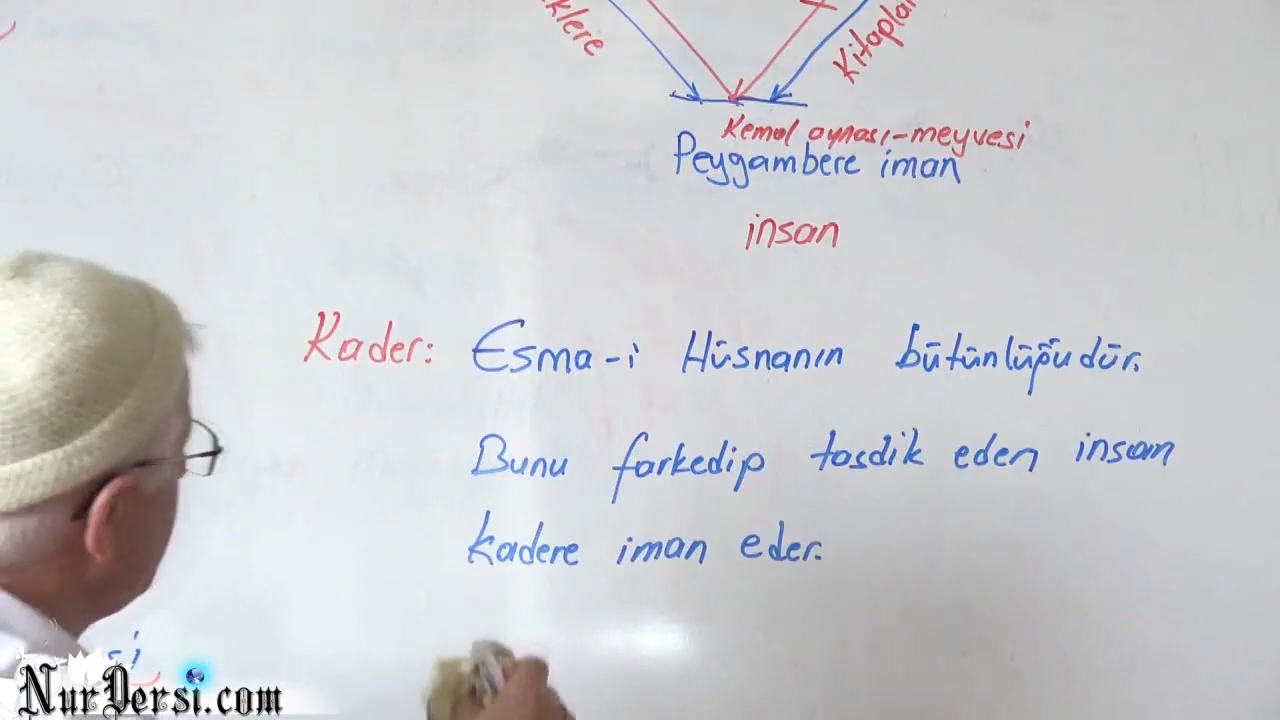 klere
Kitaplar
Kemal aynası-meyvesi
Peygambere iman
insan
Kader: Esma-i Hüsnanın bütünlüğüdür.
Bunu farkedip tasdik eden insan
kadere iman eder.
si
NurDersi.com